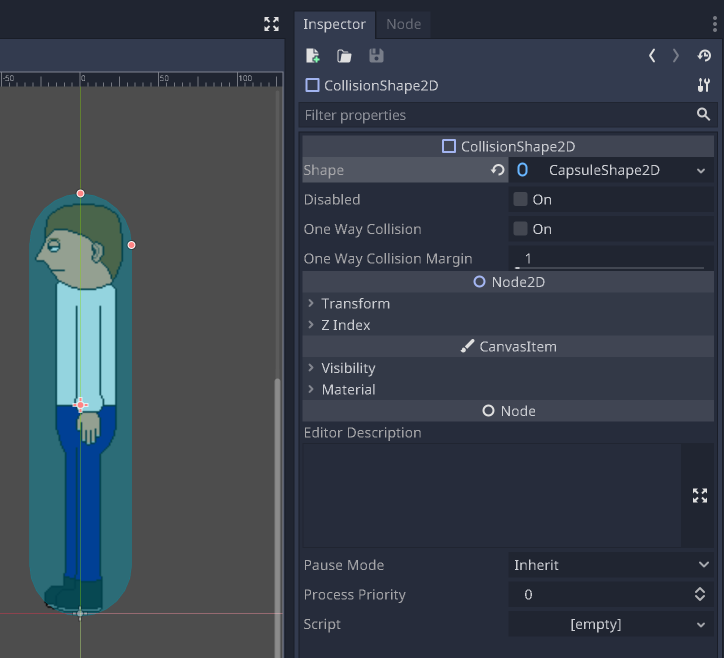 Inspector Node
CollisionShape2D
Filter properties
-50 0 50 100
CollisionShape2D
Shape CapsuleShape2D
Disabled On
One Way Collision On
One Way Collision Margin 1
Node2D
Transform
Z Index
CanvasItem
Visibility
Material
Node
Editor Description
Pause Mode Inherit
Process Priority 0
Script [empty]